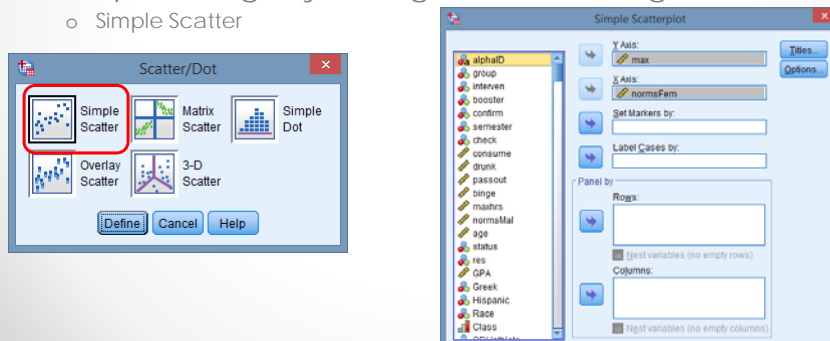 o Simple Scatter
Scatter/Dot
Simple Scatter
Matrix Scatter
Simple Dot
Overlay Scatter
3-D Scatter
Define Cancel Help
Simple Scatterplot
alphaID
group
interven
booster
confirm
semester
check
consume
drunk
passout
binge
maxhrs
normsMal
age
status
res
GPA
Greek
Hispanic
Race
Class
Y Axis:
max
X Axis:
normsFem
Set Markers by:
Label Cases by:
Panel by
Rows:
Nest variables (no empty rows)
Columns:
Nest variables (no empty columns)
Titles...
Options...